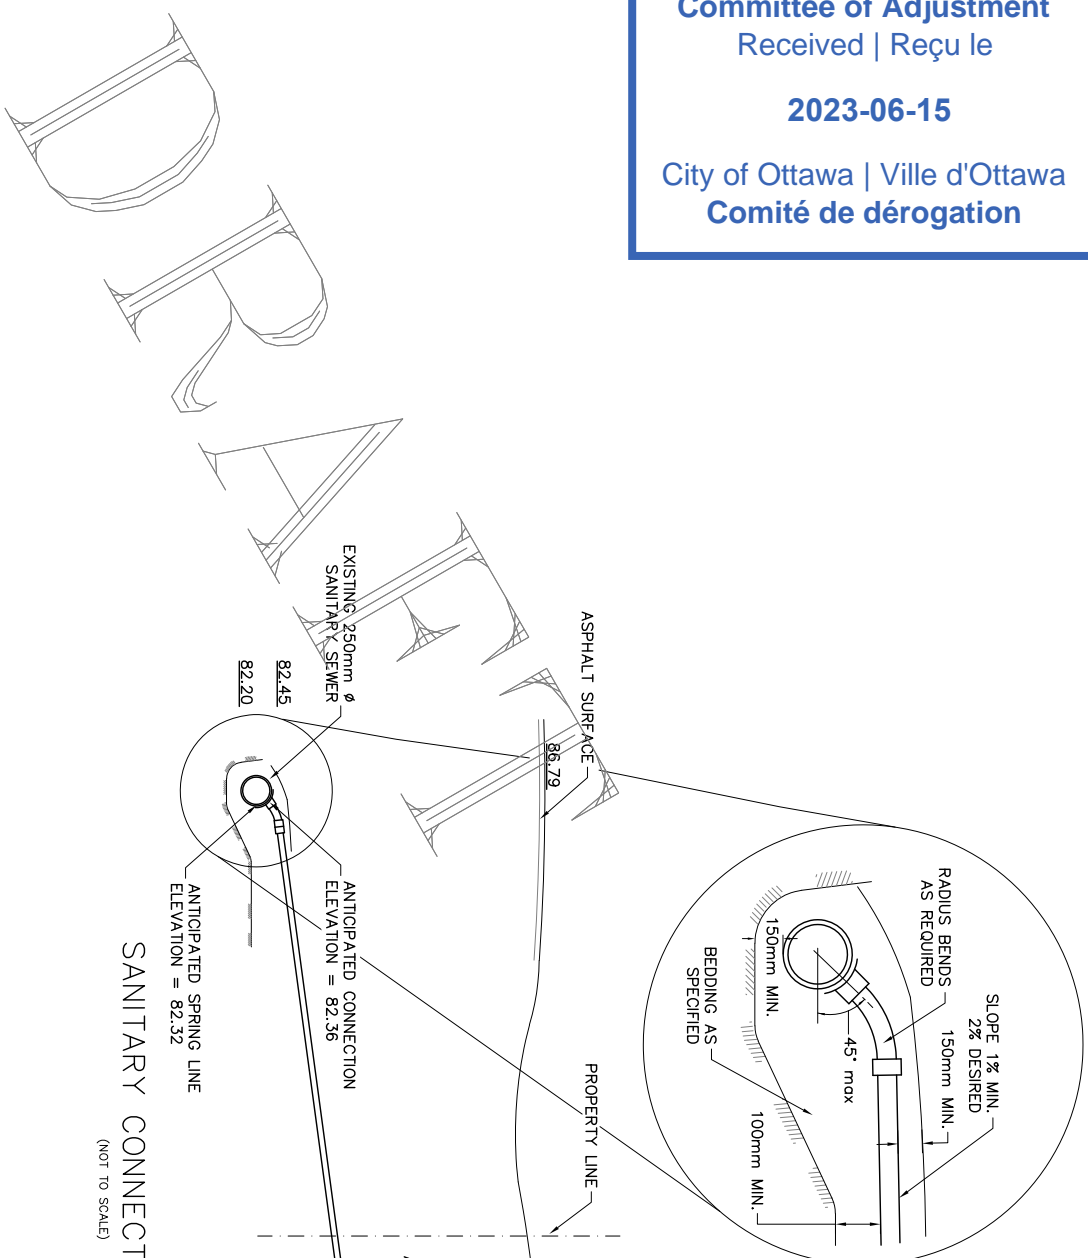 Committee of Adjustment
Received | Reçu le
2023-06-15
City of Ottawa | Ville d'Ottawa
Comité de dérogation
DRAFT
EXISTING 250mm ø
SANITARY SEWER
82.45
82.20
ASPHALT SURFACE
86.79
ANTICIPATED CONNECTION
ELEVATION = 82.36
ANTICIPATED SPRING LINE
ELEVATION = 82.32
RADIUS BENDS
AS REQUIRED
SLOPE 1% MIN.
2% DESIRED
150mm MIN.
150mm MIN.
45° max
BEDDING AS
SPECIFIED
100mm MIN.
PROPERTY LINE
SANITARY CONNECT
(NOT TO SCALE)